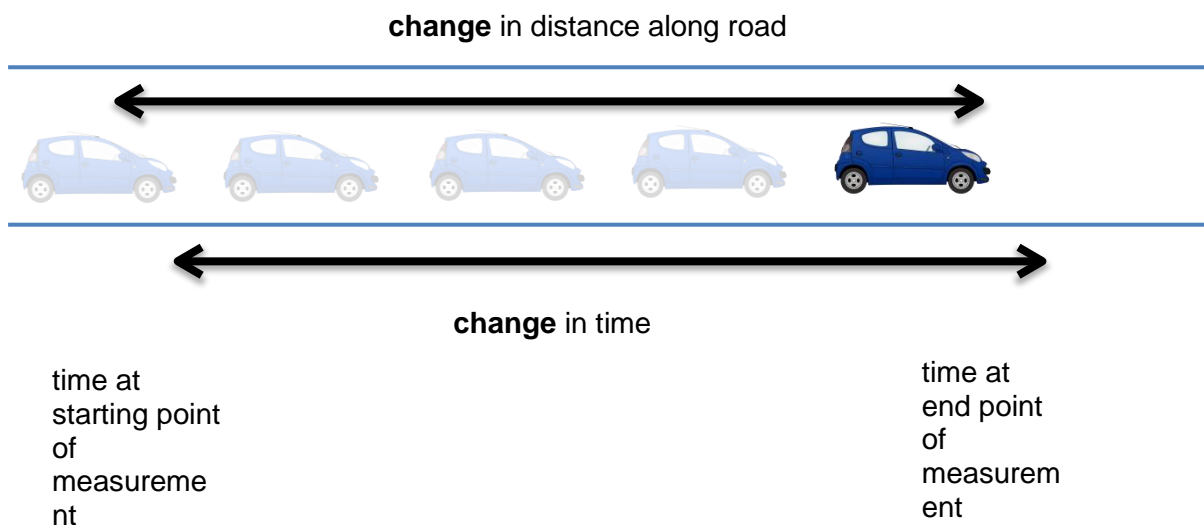 change in distance along road
change in time
time at
starting point
of
measureme
nt
time at
end point
of
measurem
ent